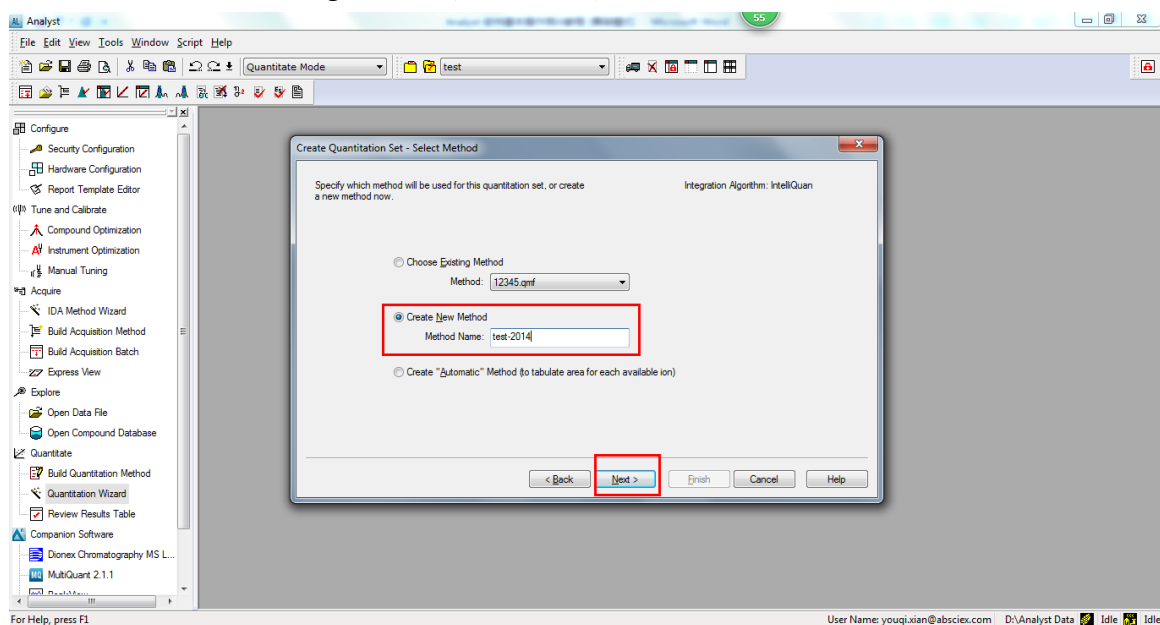 Analyst
55
File Edit View Tools Window Script Help
Quantitate Mode
test
Configure
Security Configuration
Hardware Configuration
Report Template Editor
Tune and Calibrate
Compound Optimization
Instrument Optimization
Manual Tuning
Acquire
IDA Method Wizard
Build Acquisition Method
Build Acquisition Batch
Express View
Explore
Open Data File
Open Compound Database
Quantitate
Build Quantitation Method
Quantitation Wizard
Review Results Table
Companion Software
Dionex Chromatography MS L...
MultiQuant 2.1.1
Create Quantitation Set - Select Method
Specify which method will be used for this quantitation set, or create
a new method now.
Integration Algorithm: IntelliQuan
Choose Existing Method
Method: 12345.qmf
Create New Method
Method Name: test-2014
Create "Automatic" Method (to tabulate area for each available ion)
< Back Next > Finish Cancel Help
For Help, press F1
User Name: youqi.xian@absciex.com D:\Analyst Data Idle Idle